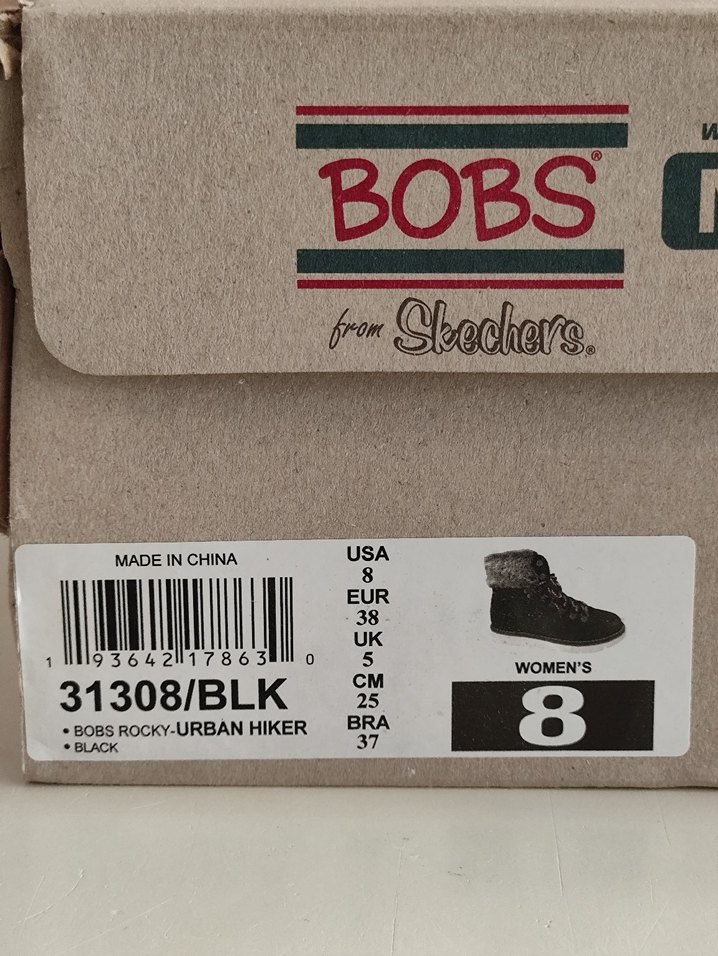 BOBS®
from Skechers®
MADE IN CHINA
1 93642 17863 0
31308/BLK
• BOBS ROCKY-URBAN HIKER
• BLACK
USA
8
EUR
38
UK
5
CM
25
BRA
37
WOMEN'S
8